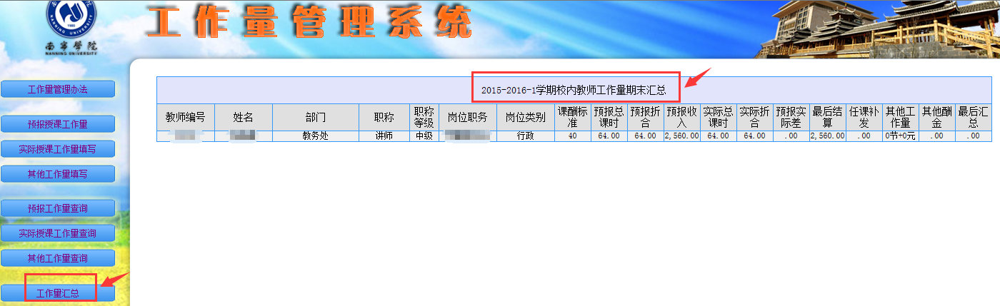 工作量管理系统
NANNING UNIVERSITY
南宁学院
NANNING UNIVERSITY
工作量管理办法
预报授课工作量
实际授课工作量填写
其他工作量填写
预报工作量查询
实际授课工作量查询
其他工作量查询
工作量汇总
2015-2016-1学期校内教师工作量期末汇总
教师编号 姓名 部门 职称 职称等级 岗位职务 岗位类别 课酬标准 预报总课时 预报折合 预报收入 实际总课时 实际折合 预报实际差 最后结算 任课补发 其他工作量 其他酬金 最后汇总
教务处 讲师 中级 行政 40 64.00 64.00 2,560.00 64.00 64.00 .00 2,560.00 .00 0节+0元 .00 .00